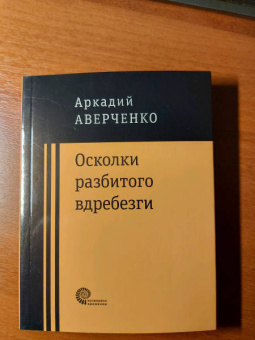 Аркадий
АВЕРЧЕНКО
Осколки
разбитого
вдребезги